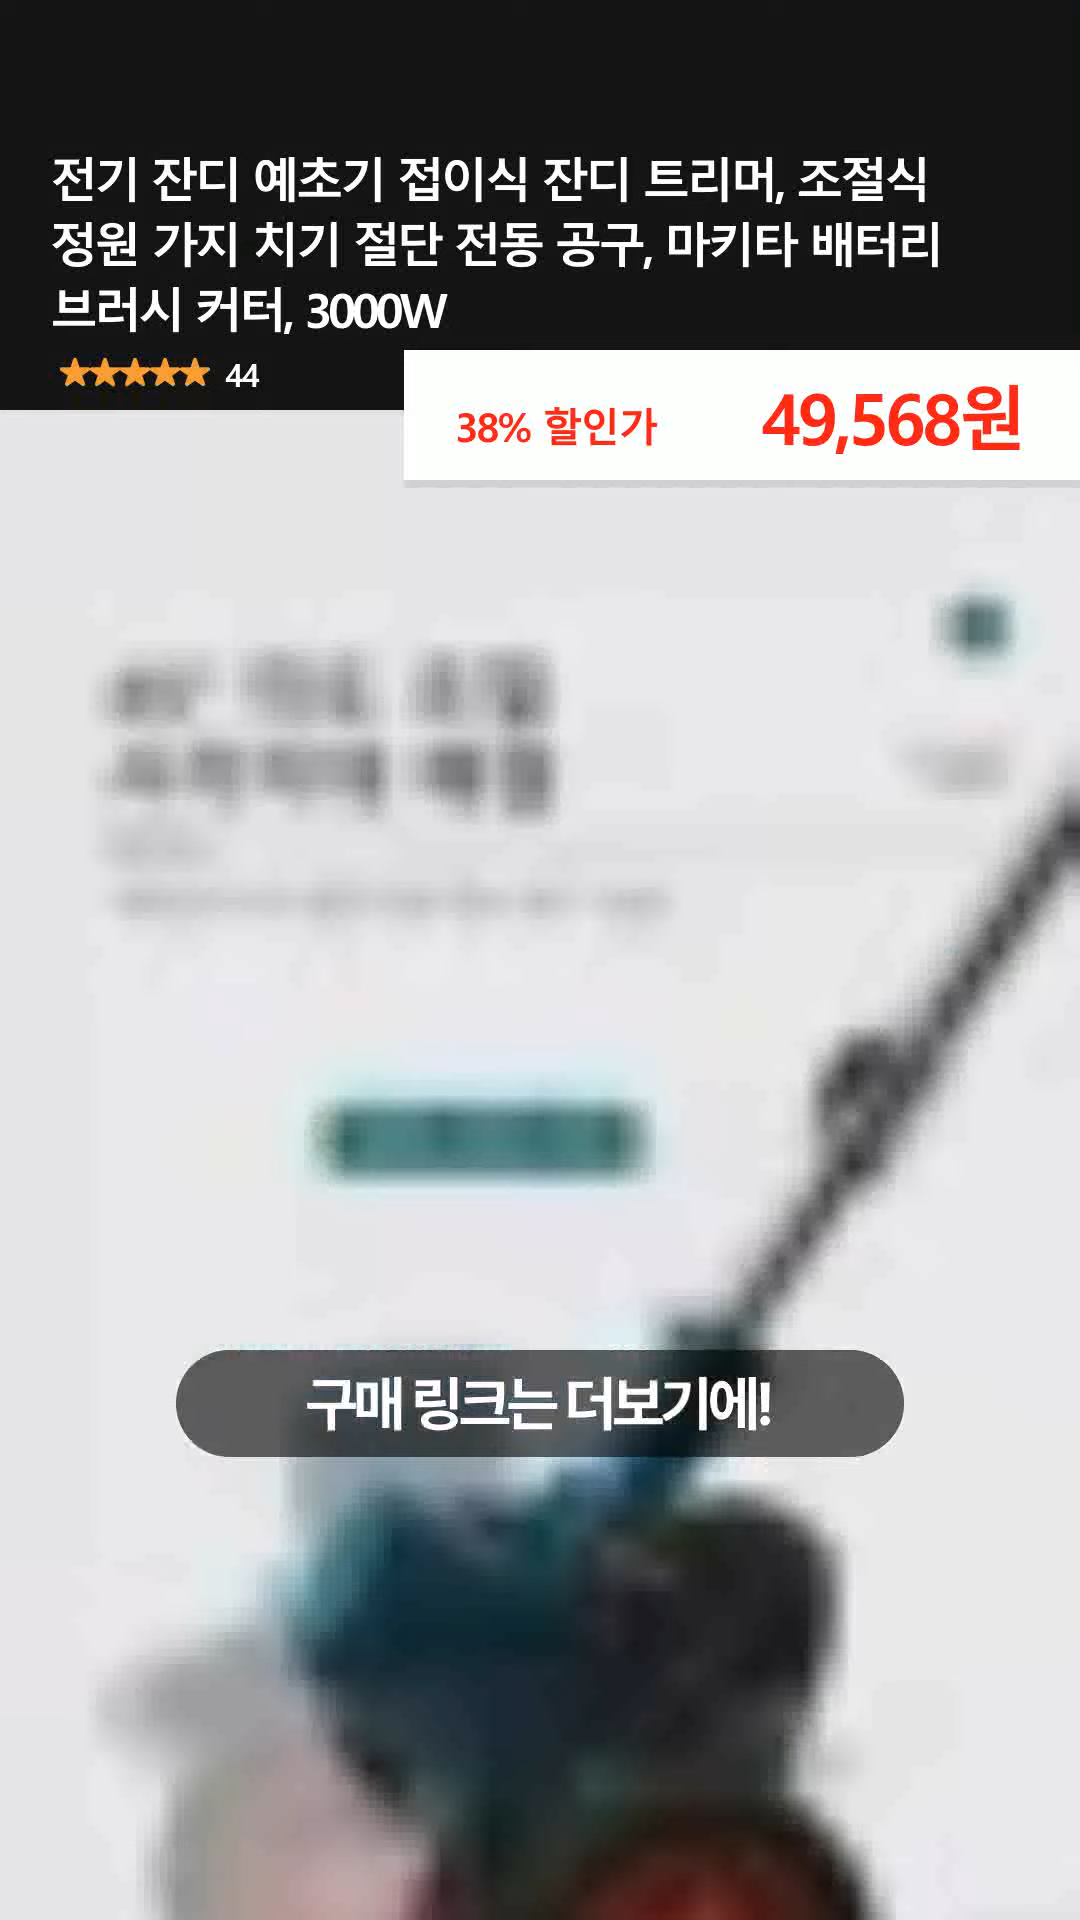 전기 잔디 예초기 접이식 잔디 트리머, 조절식
정원 가지 치기 절단 전동 공구, 마키타 배터리
브러시 커터, 3000W
44
38% 할인가
49,568원
구매 링크는 더보기에!